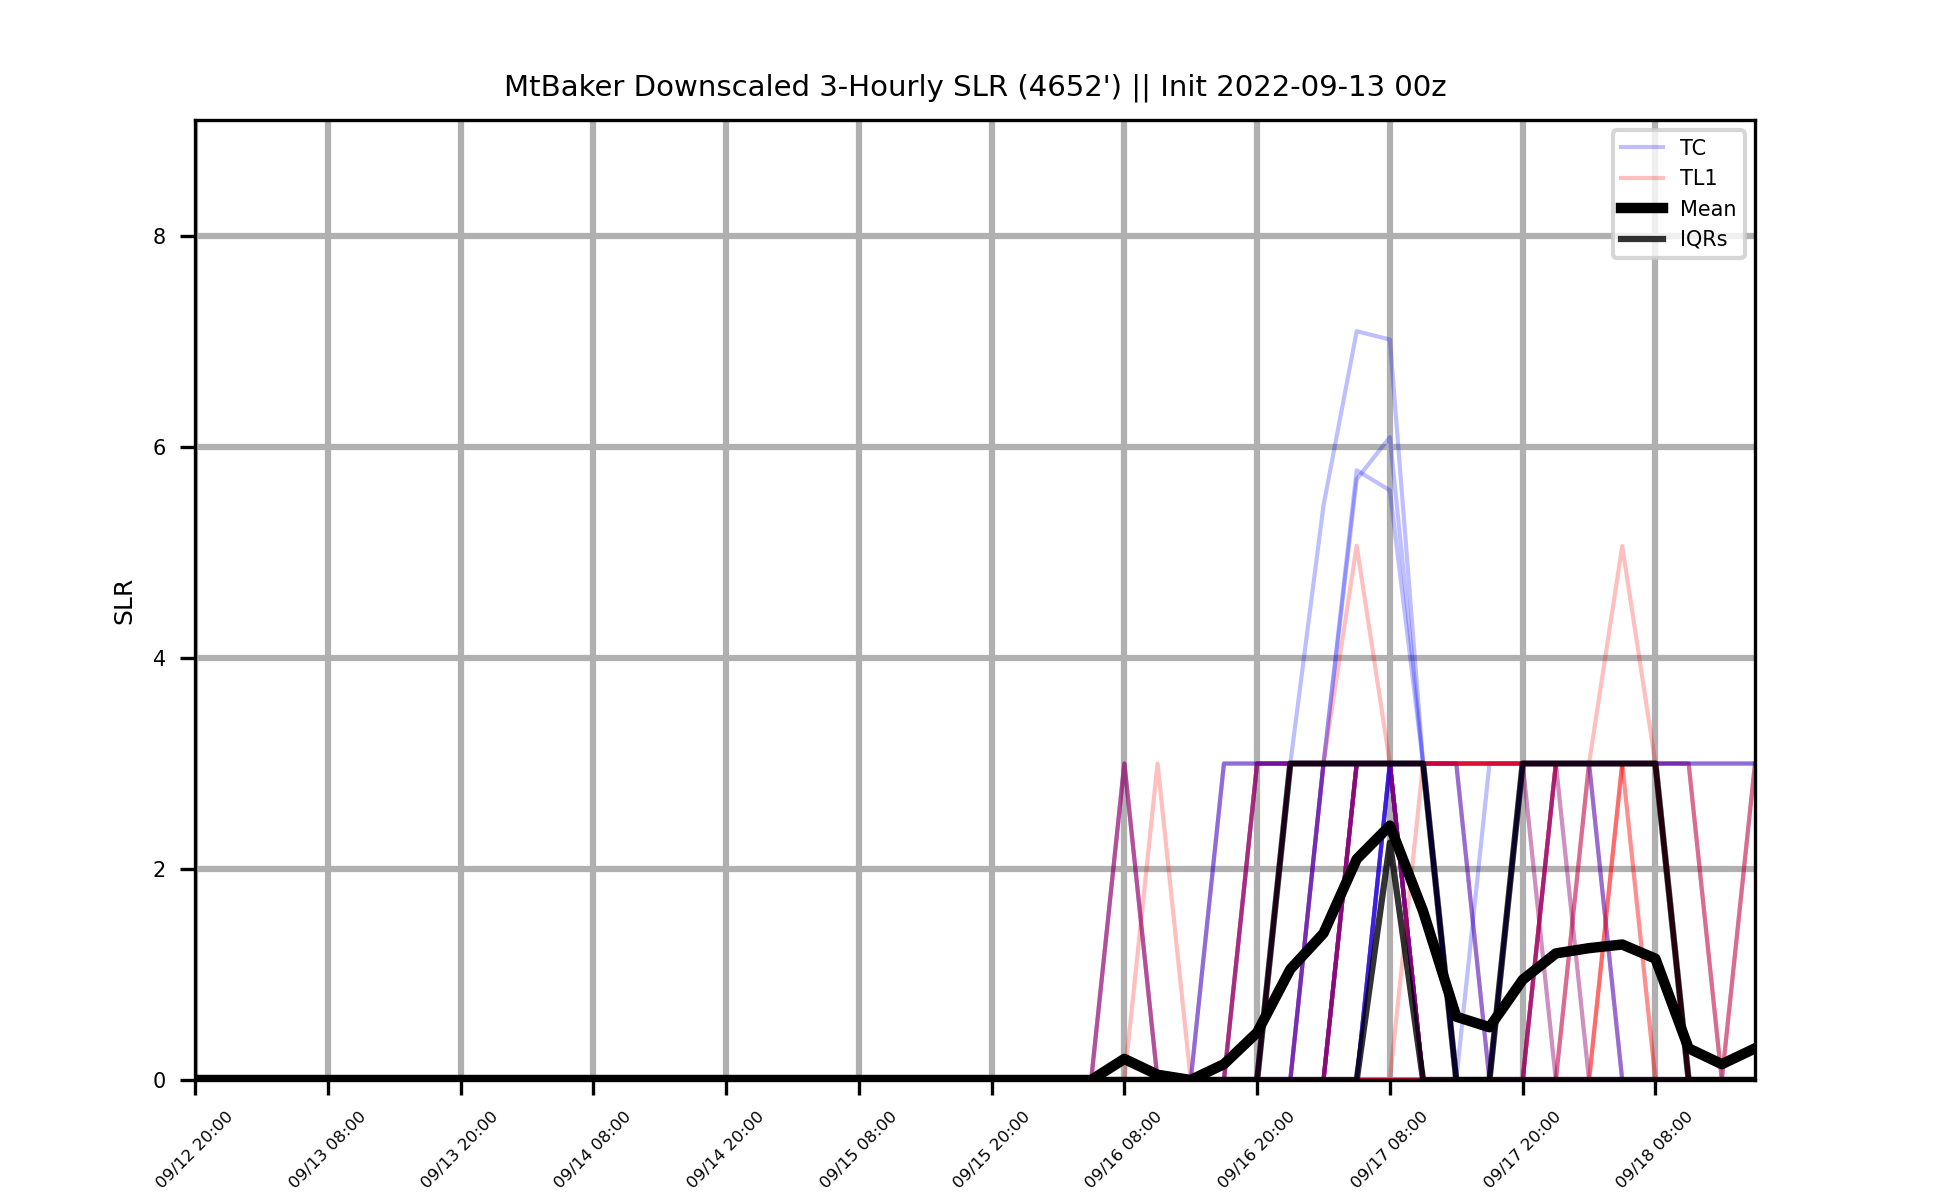 MtBaker Downscaled 3-Hourly SLR (4652') || Init 2022-09-13 00z
TC
TL1
Mean
IQRs
SLR
8
6
4
2
0
09/12 20:00
09/13 08:00
09/13 20:00
09/14 08:00
09/14 20:00
09/15 08:00
09/15 20:00
09/16 08:00
09/16 20:00
09/17 08:00
09/17 20:00
09/18 08:00